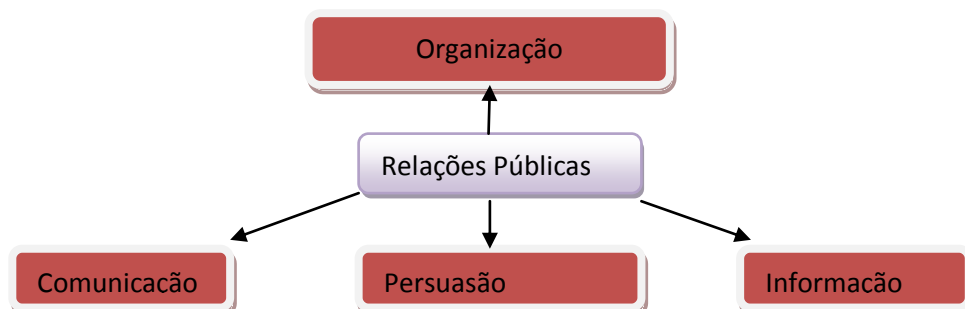 Organização
Relações Públicas
Comunicacão
Persuasão
Informacão